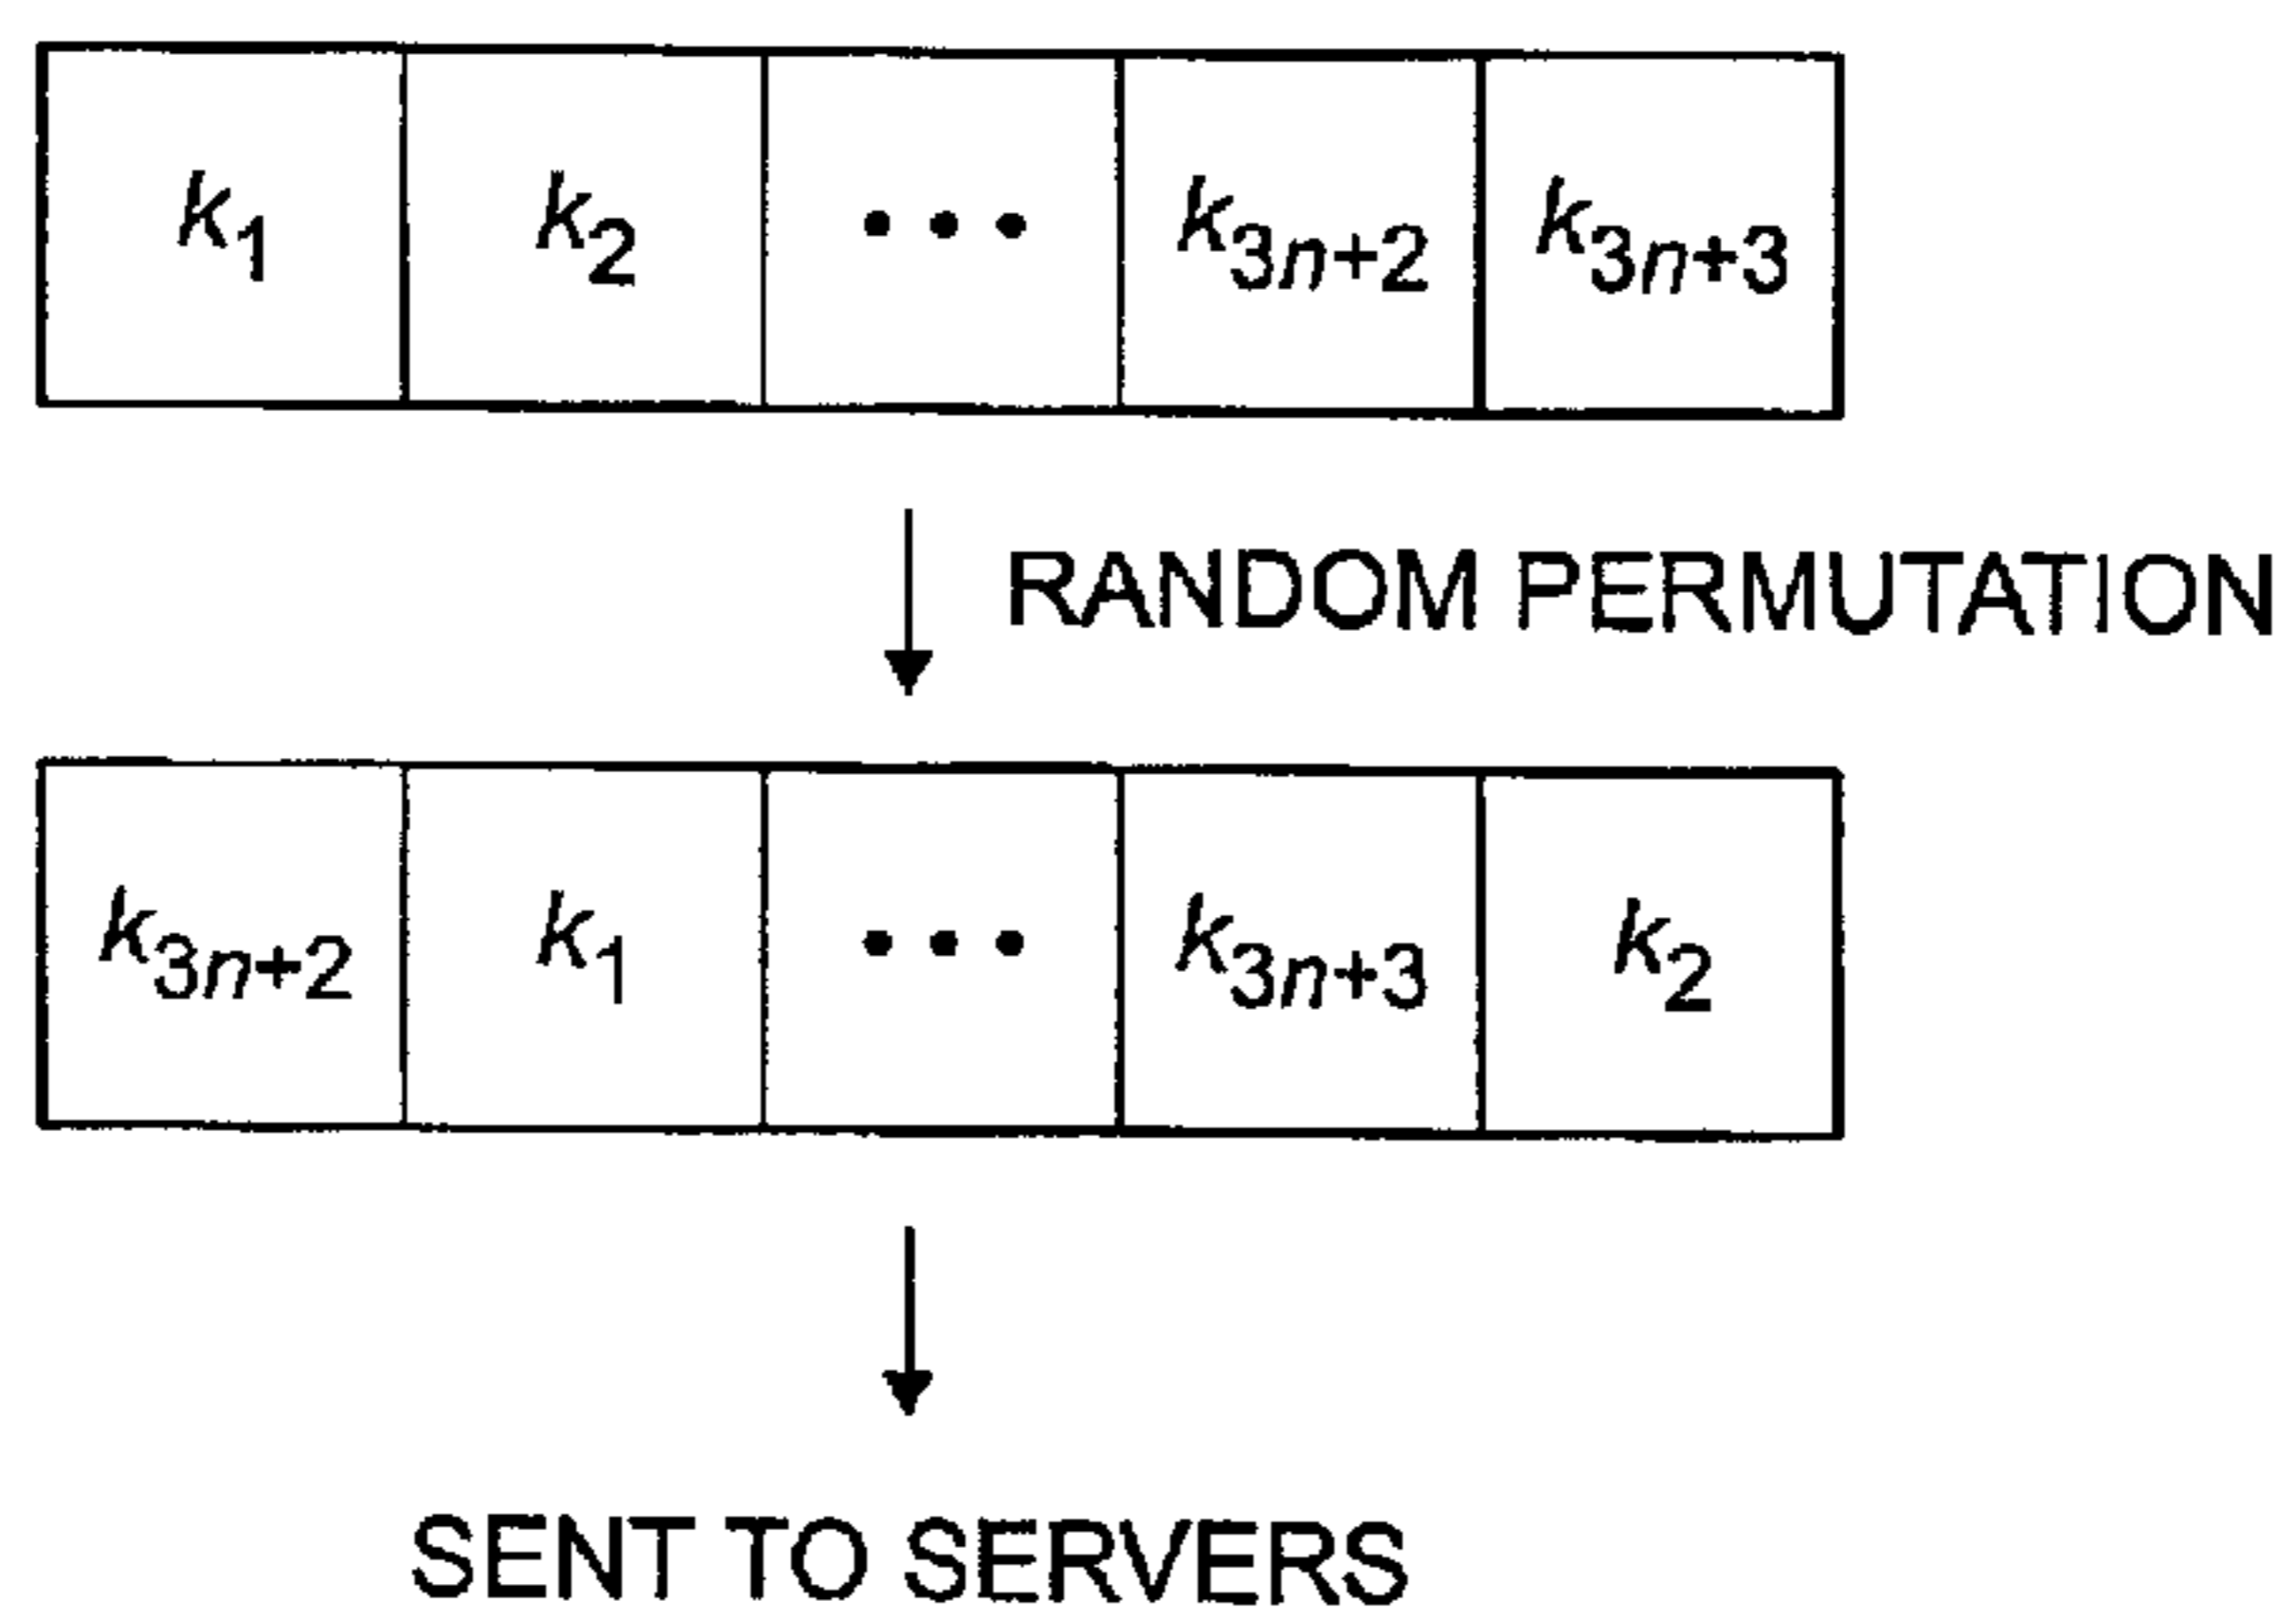 k1 k2 ••• k3n+2 k3n+3
RANDOM PERMUTATION
k3n+2 k1 ••• k3n+3 k2
SENT TO SERVERS